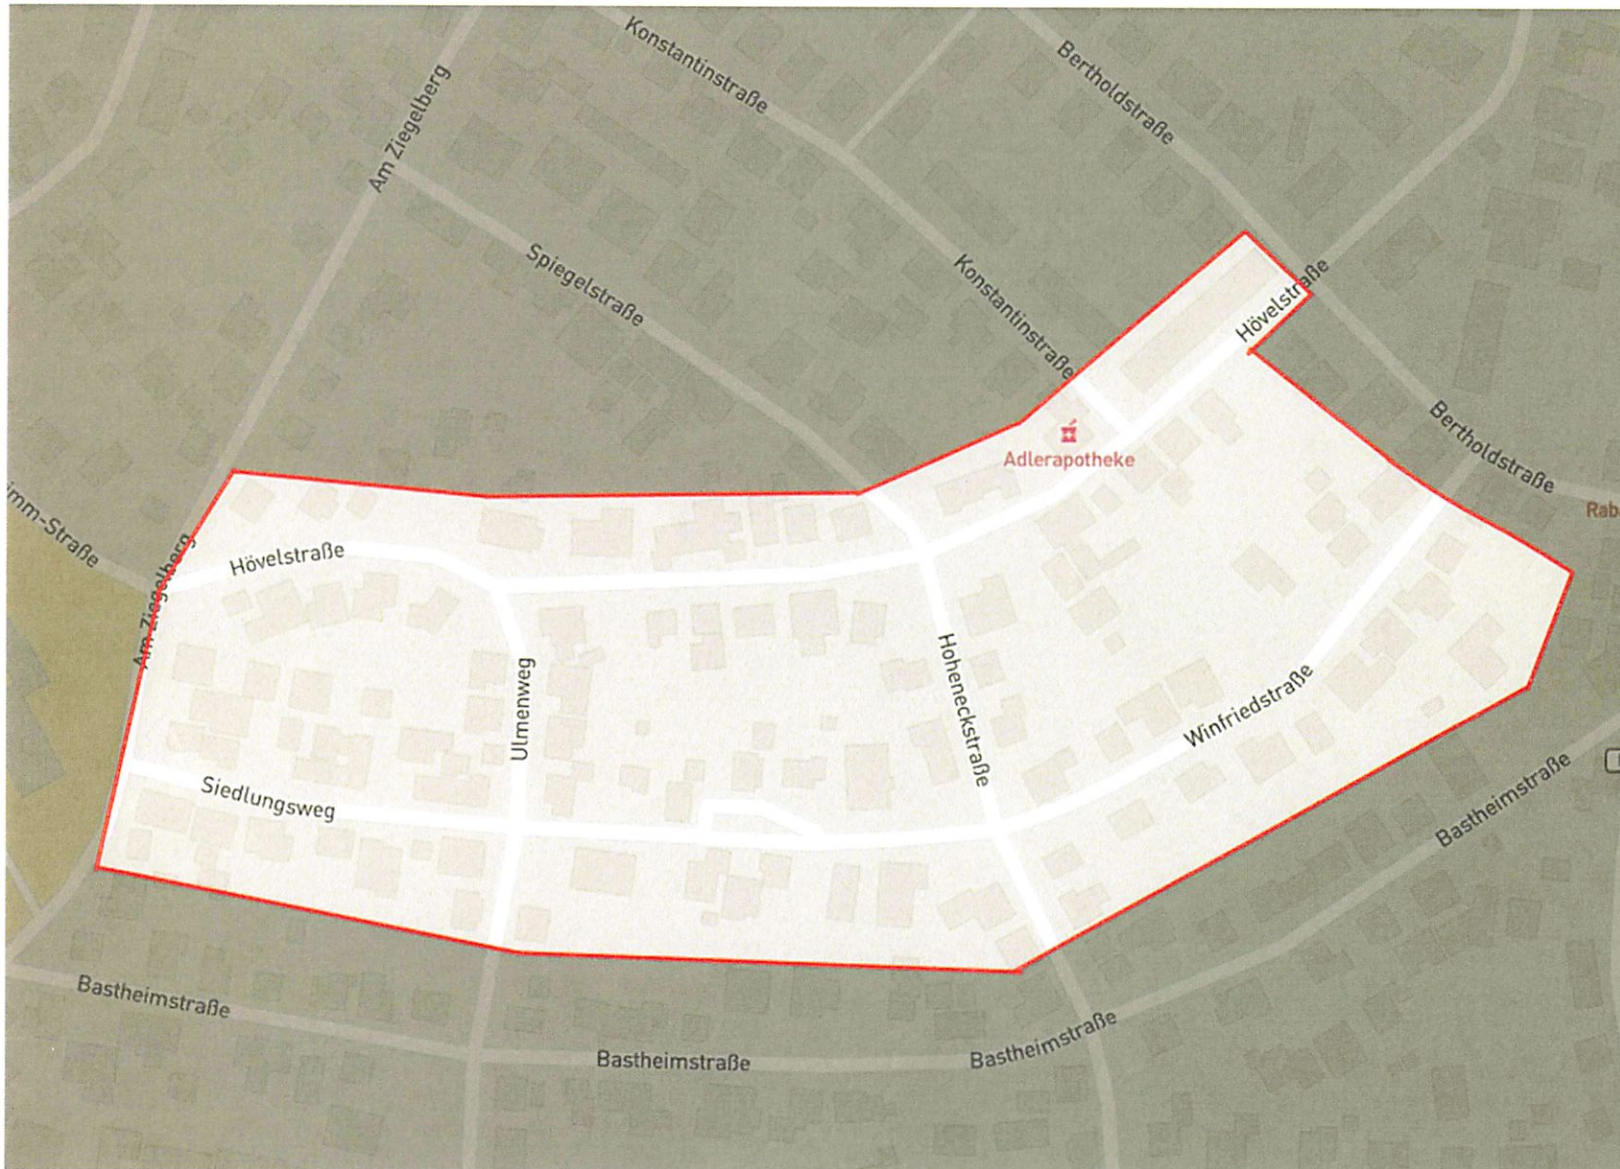 Konstantinstraße
Bertholdstraße
Am Ziegelberg
Spiegelstraße
Konstantinstraße
Hövelstraße
Bertholdstraße
Adlerapotheke
Rab
imm-Straße
Hövelstraße
Am Ziegelberg
Ulmenweg
Hoheneckstraße
Winfriedstraße
Siedlungsweg
Bastheimstraße
Bastheimstraße
Bastheimstraße
Bastheimstraße